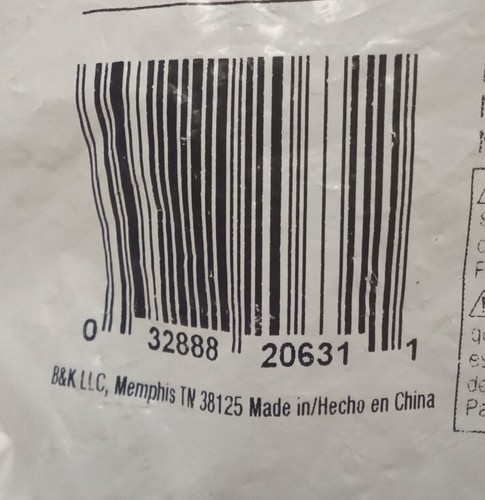 0 32888 20631 1
B&K LLC, Memphis TN 38125 Made in/Hecho en China